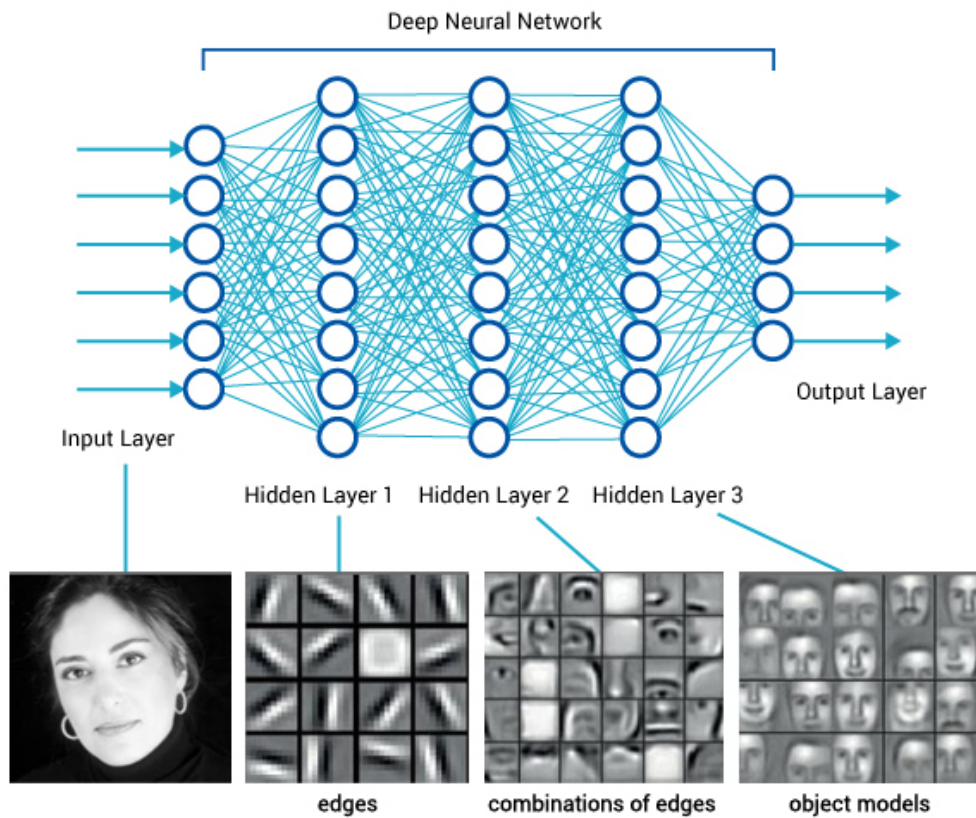 Deep Neural Network
Output Layer
Input Layer
Hidden Layer 1
Hidden Layer 2
Hidden Layer 3
edges
combinations of edges
object models